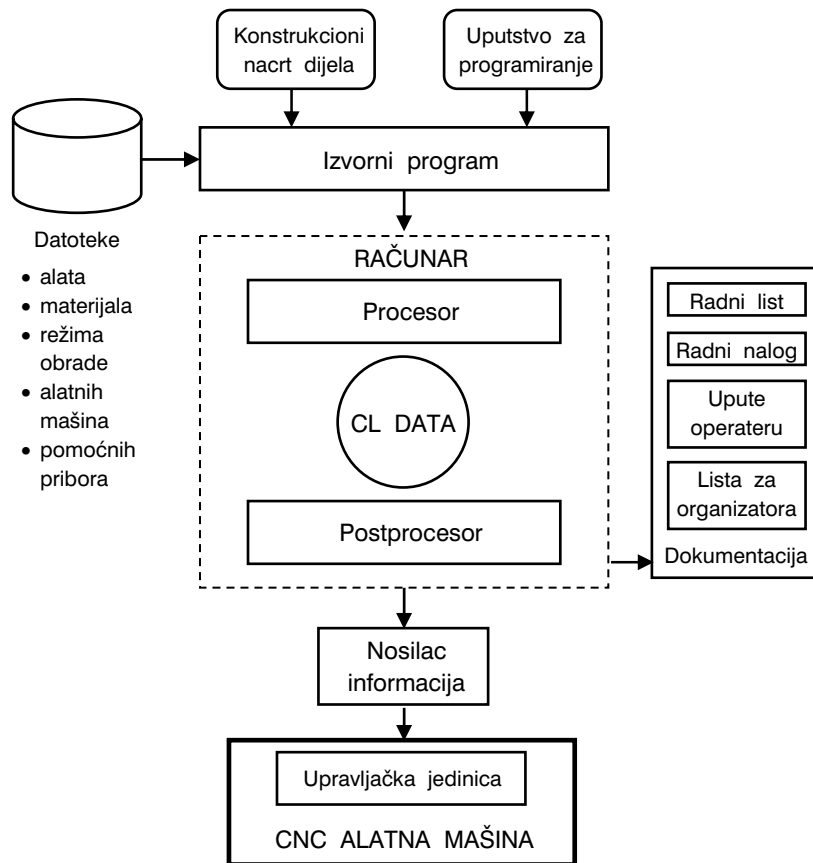 Konstrukcioni
nacrt dijela
Uputstvo za
programiranje
Izvorni program
Datoteke
• alata
• materijala
• režima
obrade
• alatnih
mašina
• pomoćnih
pribora
RAČUNAR
Procesor
CL DATA
Postprocesor
Radni list
Radni nalog
Upute
operateru
Lista za
organizatora
Dokumentacija
Nosilac
informacija
Upravljačka jedinica
CNC ALATNA MAŠINA